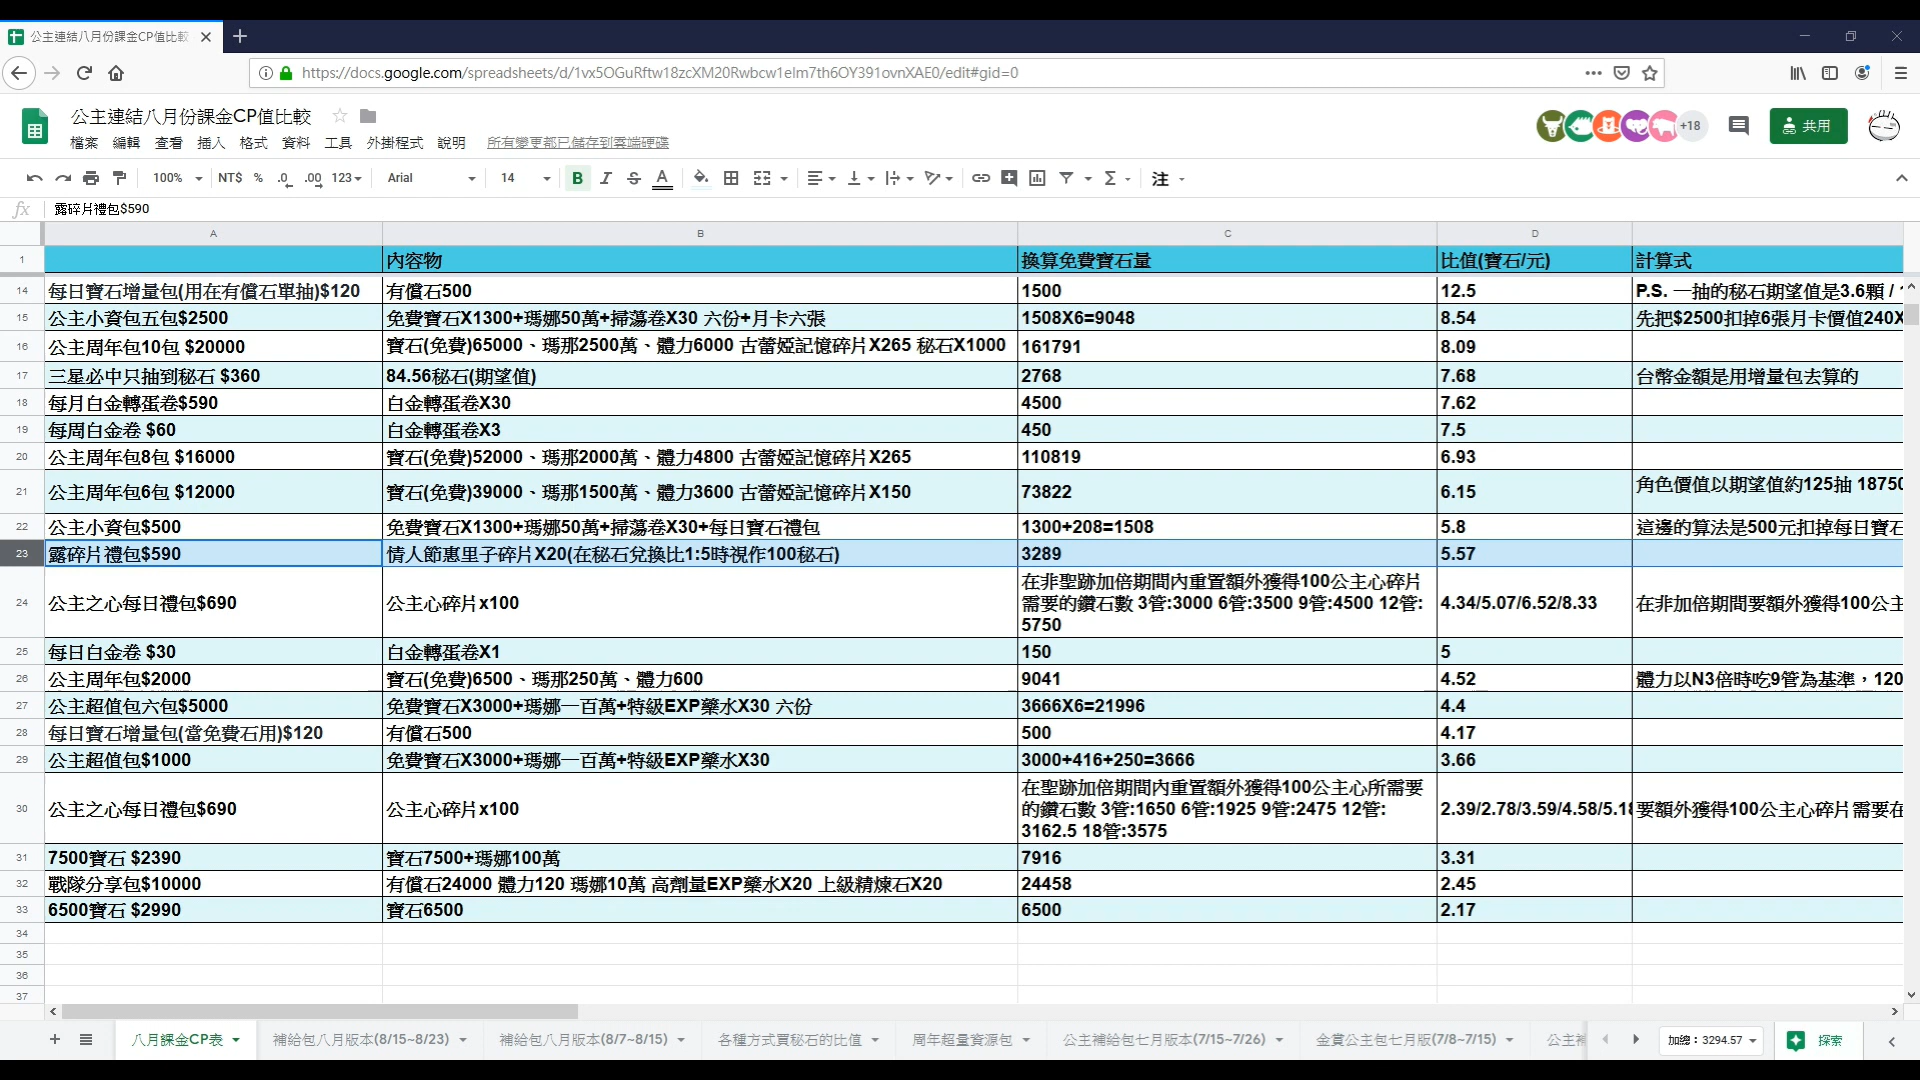 公主連結八月份課金CP值比較
https://docs.google.com/spreadsheets/d/1vx5OGuRftw18zcXM20Rwbcw1elm7th6OY391ovnXAE0/edit#gid=0
公主連結八月份課金CP值比較
+18
共用
檔案 編輯 查看 插入 格式 資料 工具 外掛程式 說明 所有變更都已儲存到雲端硬碟
100% NT$ % .0 .00 123 Arial 14 B I S A Σ 注
fx 露碎片禮包$590
A B C D
1 內容物 換算免費寶石量 比值(寶石/元) 計算式
14 每日寶石增量包(用在有償石單抽)$120 有償石500 1500 12.5 P.S. 一抽的秘石期望值是3.6顆 /
15 公主小資包五包$2500 免費寶石X1300+瑪娜50萬+掃蕩卷X30 六份+月卡六張 1508X6=9048 8.54 先把$2500扣掉6張月卡價值240X
16 公主周年包10包 $20000 寶石(免費)65000、瑪那2500萬、體力6000 古蕾婭記憶碎片X265 秘石X1000 161791 8.09
17 三星必中只抽到秘石 $360 84.56秘石(期望值) 2768 7.68 台幣金額是用增量包去算的
18 每月白金轉蛋卷$590 白金轉蛋卷X30 4500 7.62
19 每周白金卷 $60 白金轉蛋卷X3 450 7.5
20 公主周年包8包 $16000 寶石(免費)52000、瑪那2000萬、體力4800 古蕾婭記憶碎片X265 110819 6.93
21 公主周年包6包 $12000 寶石(免費)39000、瑪那1500萬、體力3600 古蕾婭記憶碎片X150 73822 6.15 角色價值以期望值約125抽 18750
22 公主小資包$500 免費寶石X1300+瑪娜50萬+掃蕩卷X30+每日寶石禮包 1300+208=1508 5.8 這邊的算法是500元扣掉每日寶石
23 露碎片禮包$590 情人節惠里子碎片X20(在秘石兌換比1:5時視作100秘石) 3289 5.57
24 公主之心每日禮包$690 公主心碎片x100 在非聖跡加倍期間內重置額外獲得100公主心碎片 4.34/5.07/6.52/8.33 在非加倍期間要額外獲得100公主
需要的鑽石數 3管:3000 6管:3500 9管:4500 12管:
5750
25 每日白金卷 $30 白金轉蛋卷X1 150 5
26 公主周年包$2000 寶石(免費)6500、瑪那250萬、體力600 9041 4.52 體力以N3倍時吃9管為基準，120
27 公主超值包六包$5000 免費寶石X3000+瑪娜一百萬+特級EXP藥水X30 六份 3666X6=21996 4.4
28 每日寶石增量包(當免費石用)$120 有償石500 500 4.17
29 公主超值包$1000 免費寶石X3000+瑪娜一百萬+特級EXP藥水X30 3000+416+250=3666 3.66
30 公主之心每日禮包$690 公主心碎片x100 在聖跡加倍期間內重置額外獲得100公主心所需要 2.39/2.78/3.59/4.58/5.18 要額外獲得100公主心碎片需要在
的鑽石數 3管:1650 6管:1925 9管:2475 12管:
3162.5 18管:3575
31 7500寶石 $2390 寶石7500+瑪娜100萬 7916 3.31
32 戰隊分享包$10000 有償石24000 體力120 瑪娜10萬 高劑量EXP藥水X20 上級精煉石X20 24458 2.45
33 6500寶石 $2990 寶石6500 6500 2.17
34
35
36
37
八月課金CP表 補給包八月版本(8/15~8/23) 補給包八月版本(8/7~8/15) 各種方式買秘石的比值 周年超量資源包 公主補給包七月版本(7/15~7/26) 金賞公主包七月版(7/8~7/15) 公主補 加總：3294.57 探索